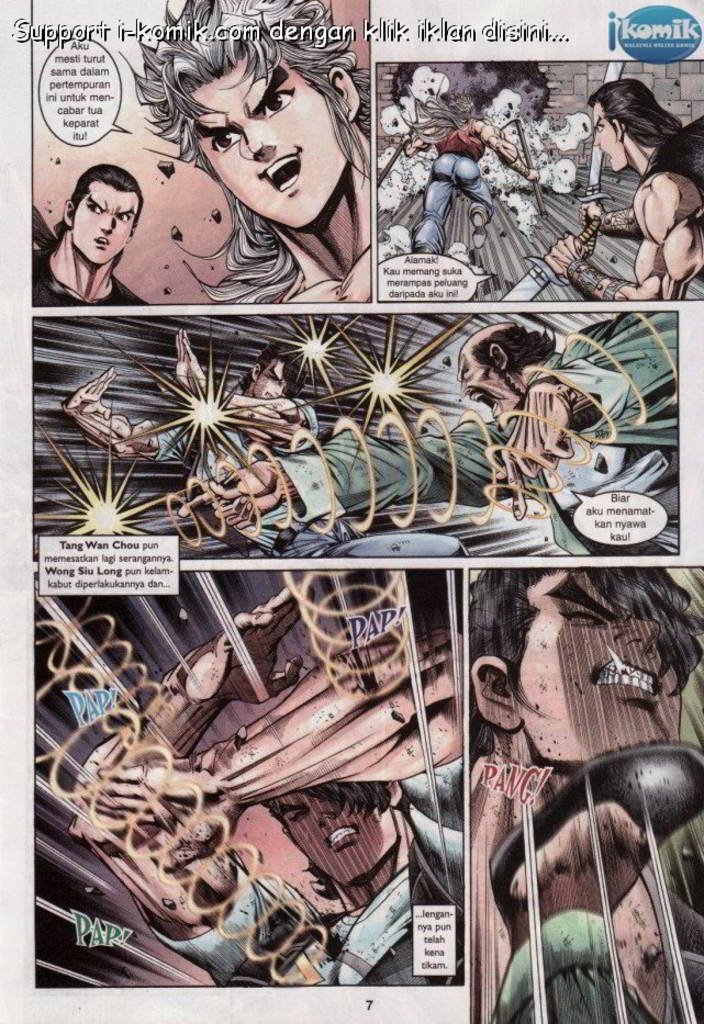 Support i-komik.com dengan klik iklan disini...
ikomik
MALAYSIA ONLINE KOMIK
Aku
mesti turut
sama dalam
pertempuran
ini untuk men-
cabar tua
keparat
itu!
Alamak!
Kau memang suka
merampas peluang
daripada aku ini!
Biar
aku menamat-
kan nyawa
kau!
Tang Wan Chou pun
memesatkan lagi serangannya.
Wong Siu Long pun kelam-
kabut diperlakukannya dan...
PAP!
PAP!
PAP!
...lengan-
nya pun
telah
kena
tikam.
PANG!
7